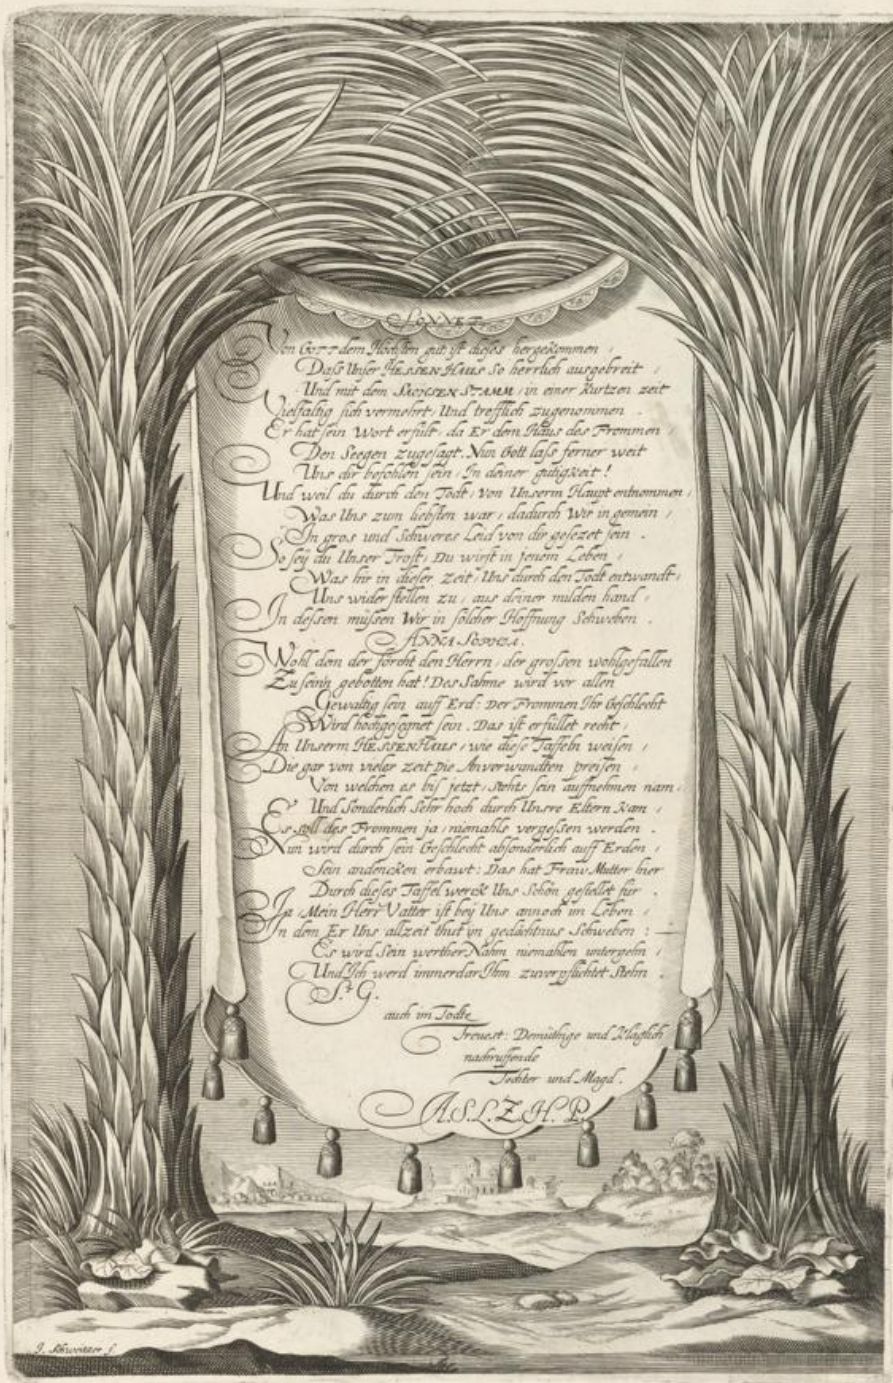 SONNET
Von GOTT dem Höchsten gut, ist dieses hergekommen /
Dass Unser HESSEN HAUS so herrlich ausgebreit /
Und mit dem SACHSEN STAMM / in einer Kurtzen zeit
Vielfaltig sich vermehrt, Und trefflich zugenommen .
Er hat sein Wort erfült / da Er dem Haus des Frommen /
Den Seegen zugesagt. Nun Gott lass ferner weit
Uns dir befohlen sein / In deiner gütigkeit !
Und weil du durch den Todt / von Unserm Haupt entnommen /
Was Uns zum liebsten war / dadurch Wir in gemein /
In gros und Schweres Leid von dir gesezet sein .
So seÿ du Unser Trost / Du wirst in Jenem Leben /
Was hir in dieser Zeit / Uns durch den Todt entwandt /
Uns wider stellen zu / aus deiner milden hand /
In dessen müssen Wir in solcher Hoffnung Schweben .
ANNA SOPHIA.
Wohl dem der förcht den Herrn / der grossen wohlgefallen
Zu seinn gebotten hat ! Des Sahme wird vor allen
Gewaltig sein auff Erd : Der Frommen Ihr Geschlecht
Wird hochgesegnet sein . Das ist erfüllet recht /
An Unserm HESSEN HAUS / wie diese Taffeln weisen /
Die gar von vieler zeit Die Anverwandten preisen /
Von welchen es bis jetzt / Stehts sein auffnehmen nam /
Und Sonderlich Sehr hoch durch Unsre Eltern Kam /
Es soll des Frommen ja / niemahls vergessen werden .
Nun wird durch sein Geschlecht absonderlich auff Erden /
Sein andencken erbawt : Das hat Fraw Mutter hier
Durch dieses Taffel werck Uns Schön gestellet für .
Ja / Mein Herr Vatter ist beÿ Uns annoch im Leben /
In dem Er Uns allzeit thut in gedächtnus Schweben :
Es wird Sein werther Nahm niemahlen untergehn /
Und Ich werd immerdar Ihm zuverpflichtet Stehn .
S.t G.
auch im Todte
Treuest : Demüthige und Kläglich
nachruffende
Tochter und Magd .
A.S.L.Z.H.P.
J. Schweitzer f.